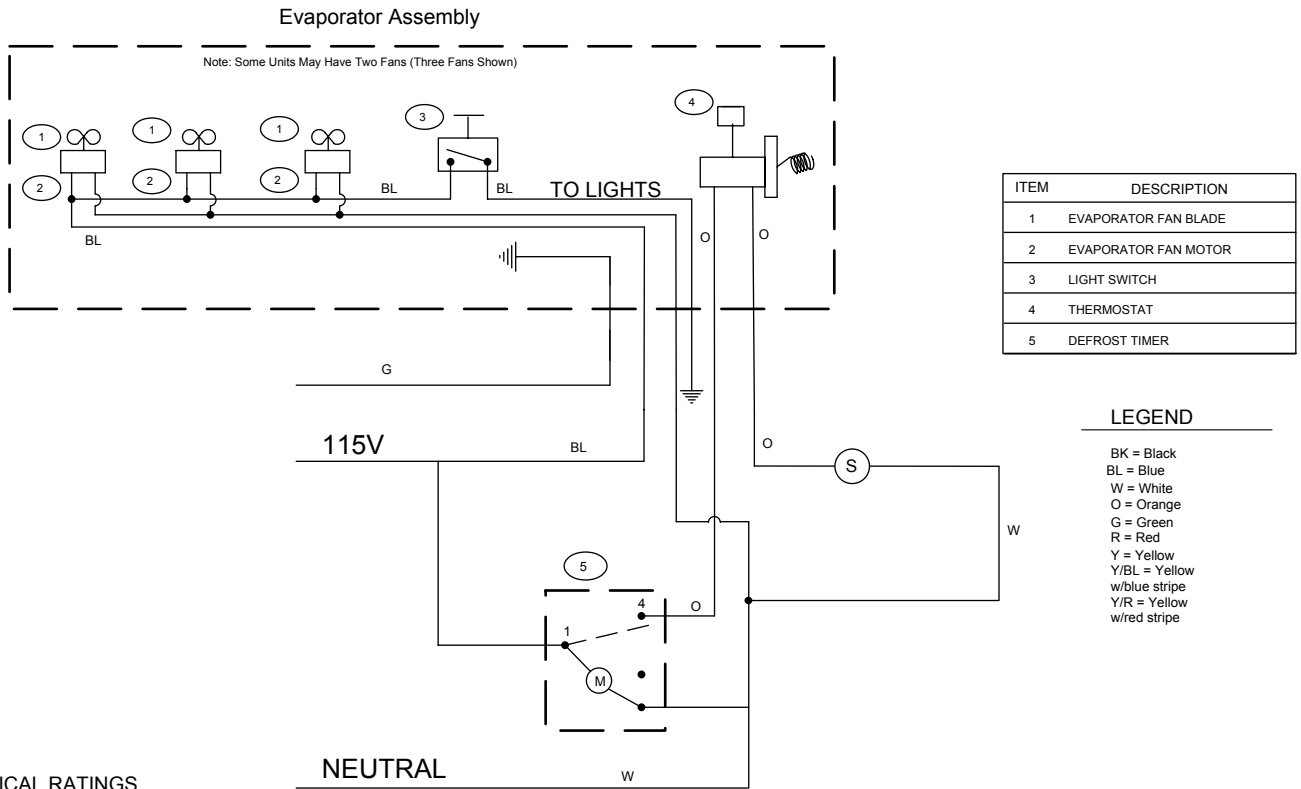 Evaporator Assembly
Note: Some Units May Have Two Fans (Three Fans Shown)
1
1
1
3
4
2
2
2
BL
BL
TO LIGHTS
BL
O
O
G
115V
BL
O
S
W
5
4
O
1
M
NEUTRAL
W
ICAL RATINGS
ITEM DESCRIPTION
1 EVAPORATOR FAN BLADE
2 EVAPORATOR FAN MOTOR
3 LIGHT SWITCH
4 THERMOSTAT
5 DEFROST TIMER
LEGEND
BK = Black
BL = Blue
W = White
O = Orange
G = Green
R = Red
Y = Yellow
Y/BL = Yellow
w/blue stripe
Y/R = Yellow
w/red stripe